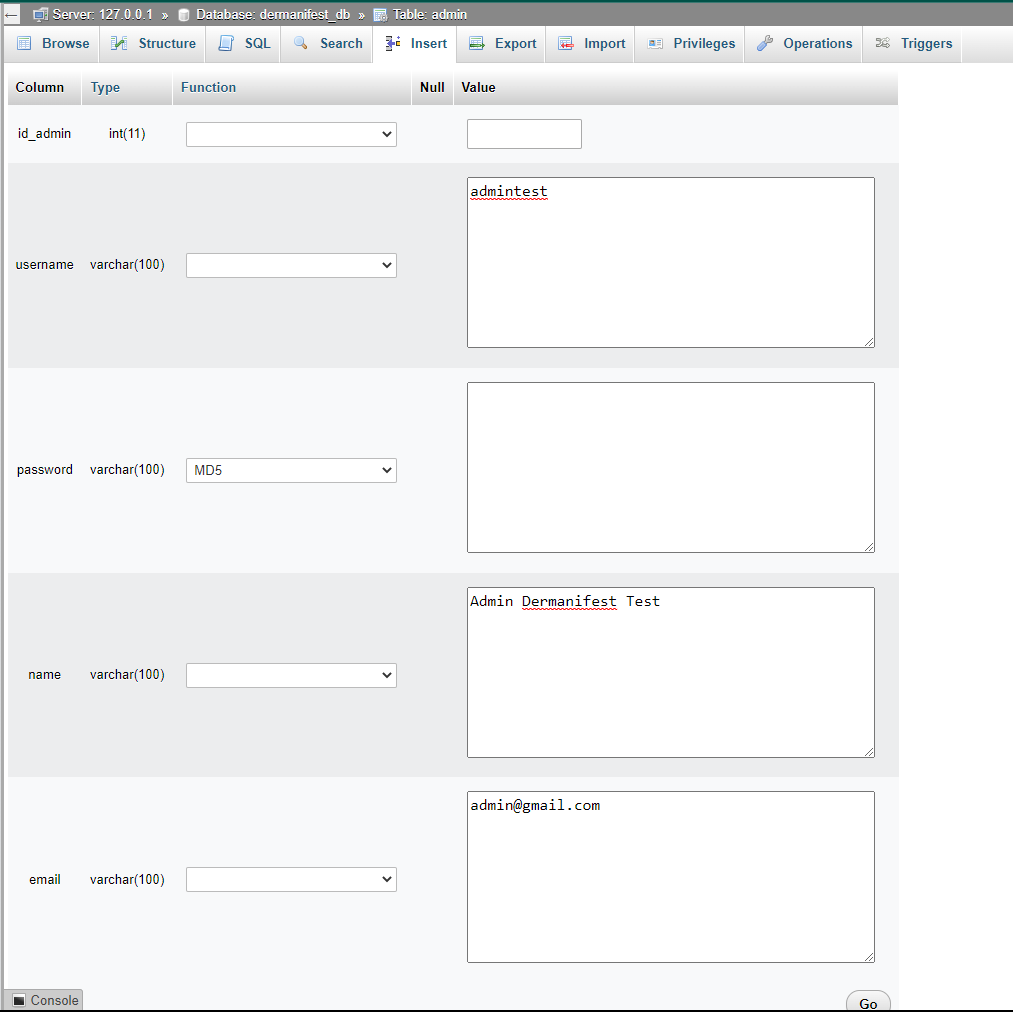 ← Server: 127.0.0.1 » Database: dermanifest_db » Table: admin
Browse Structure SQL Search Insert Export Import Privileges Operations Triggers
Column Type Function Null Value
id_admin int(11)
admintest
username varchar(100)
password varchar(100) MD5
Admin Dermanifest Test
name varchar(100)
admin@gmail.com
email varchar(100)
Console Go